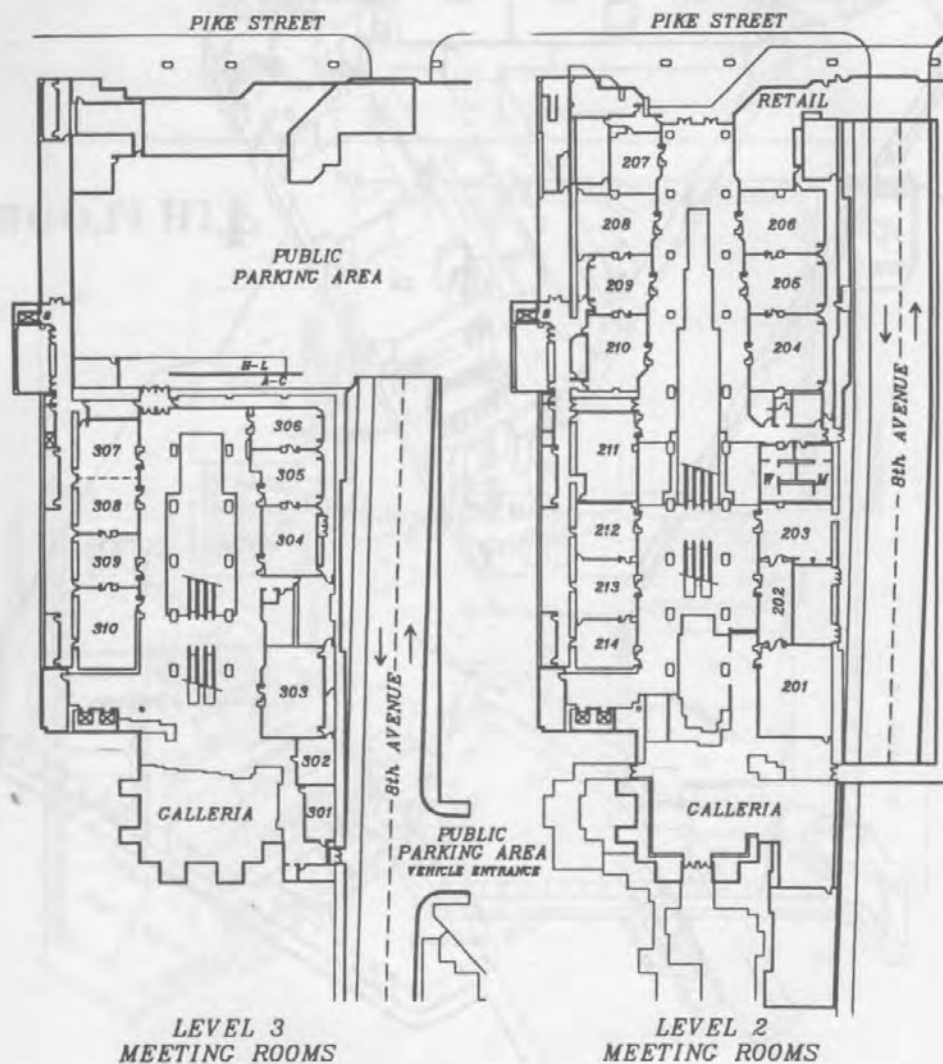 PIKE STREET
PUBLIC
PARKING AREA
H-L
A-C
306
307
305
308
304
309
310
303
302
301
8th AVENUE
GALLERIA
PUBLIC
PARKING AREA
VEHICLE ENTRANCE
LEVEL 3
MEETING ROOMS
PIKE STREET
RETAIL
207
208
206
209
205
210
204
211
W
M
212
203
213
202
214
201
8th AVENUE
GALLERIA
LEVEL 2
MEETING ROOMS